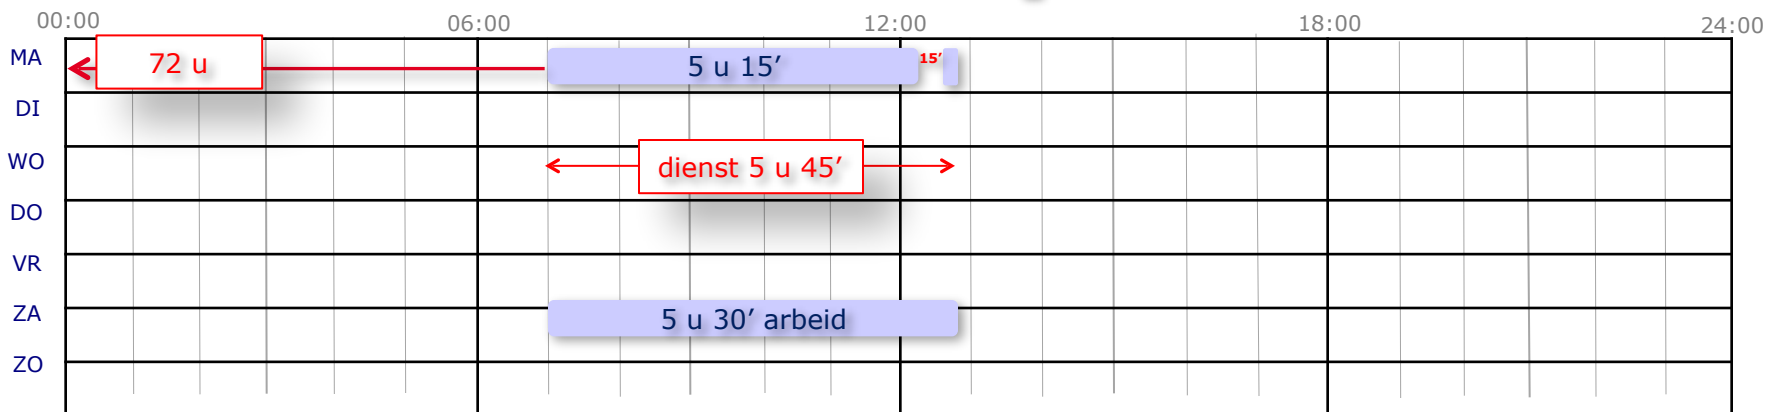 00:00 06:00 12:00 18:00 24:00
MA 72 u 5 u 15’ 15’
DI
WO dienst 5 u 45’
DO
VR
ZA 5 u 30’ arbeid
ZO